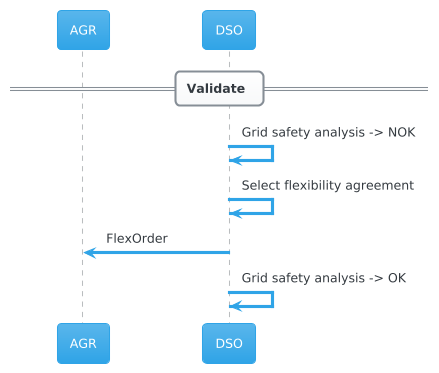 AGR DSO
Validate
Grid safety analysis -> NOK
Select flexibility agreement
FlexOrder
Grid safety analysis -> OK
AGR DSO